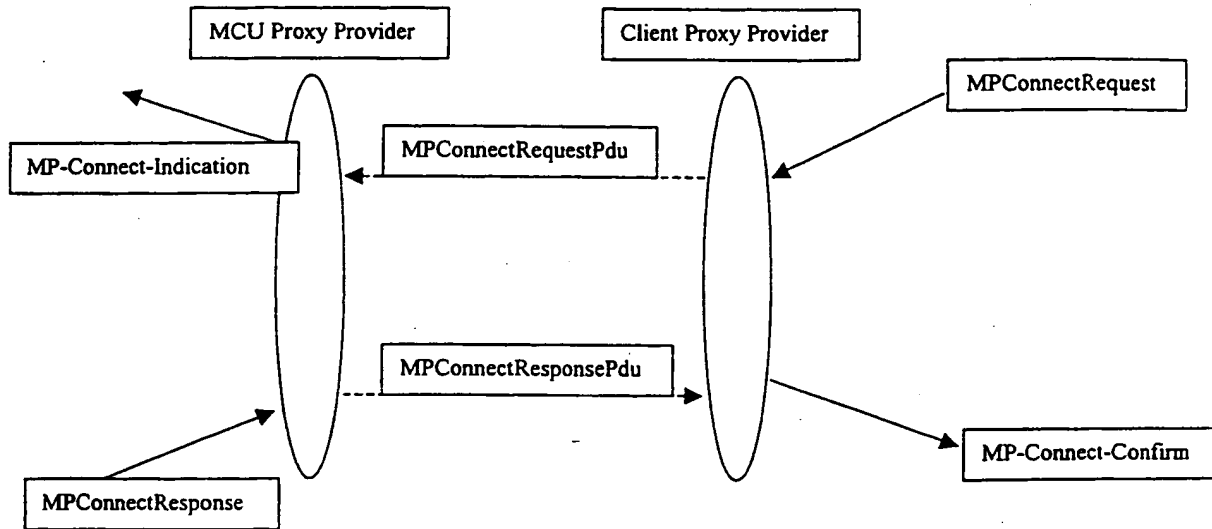 MCU Proxy Provider
Client Proxy Provider
MPConnectRequest
MPConnectRequestPdu
MP-Connect-Indication
MPConnectResponsePdu
MP-Connect-Confirm
MPConnectResponse